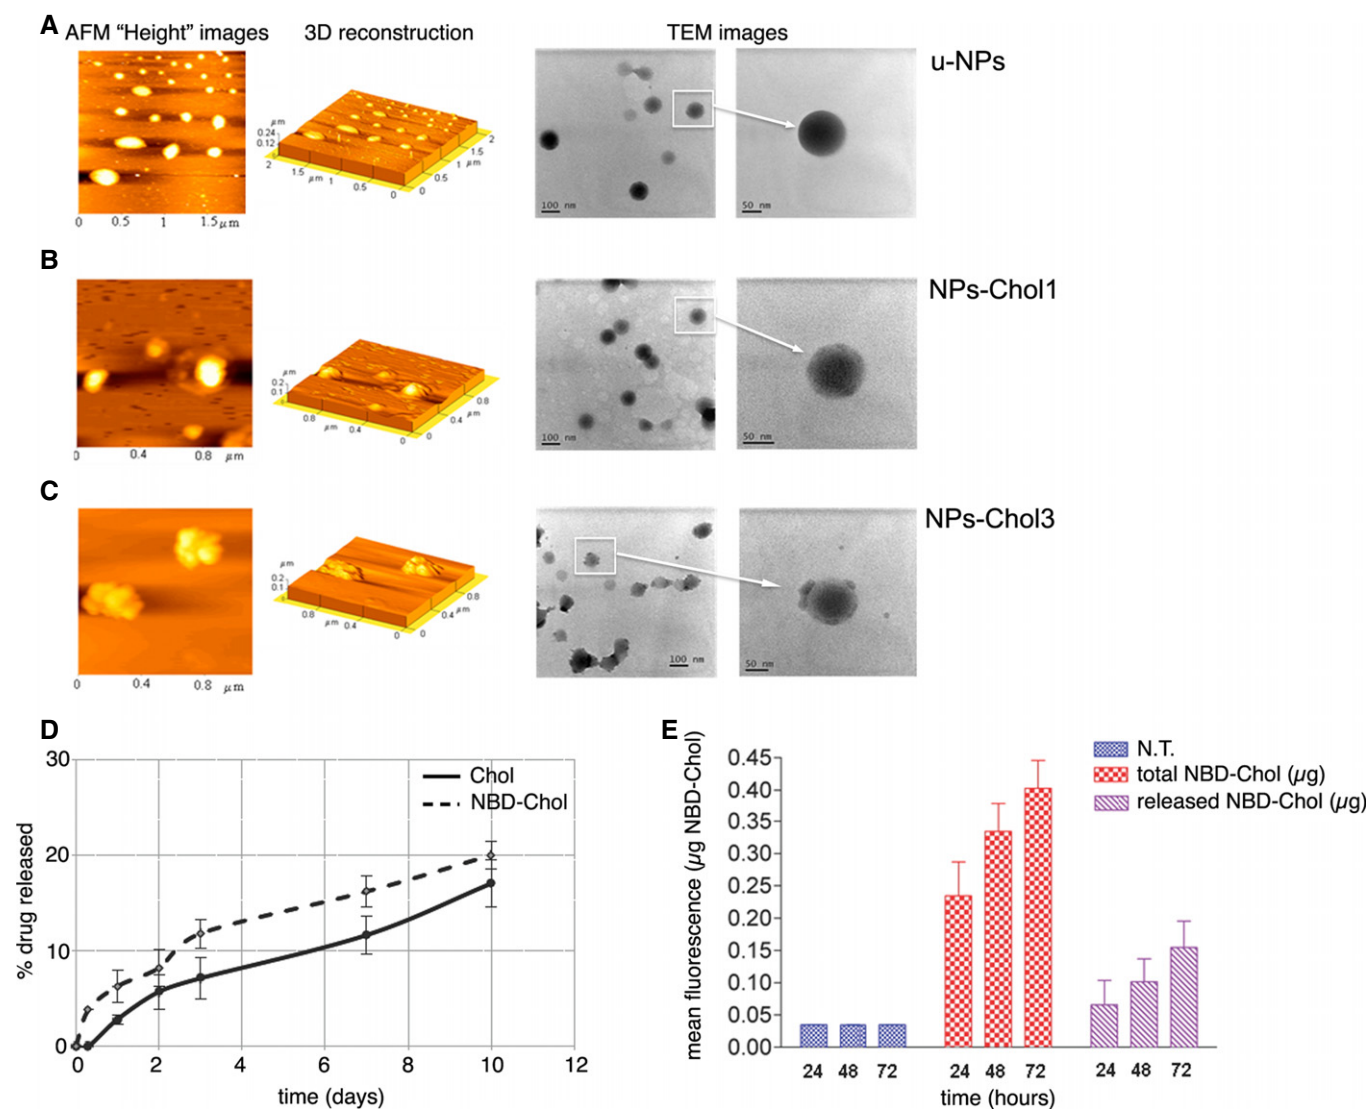 A
AFM “Height” images
3D reconstruction
TEM images
u-NPs
μm
0.24
0.12
2
1.5
μm
1
0.5
0
0
0.5
1
μm
1.5
2
100 nm
50 nm
0 0.5 1 1.5μm
B
NPs-Chol1
μm
0.2
0.1
0.8
μm
0.4
0
0
0.4
0.8
100 nm
50 nm
0 0.4 0.8 μm
C
NPs-Chol3
μm
0.2
0.1
0.8
μm
0.4
0
0
0.4
μm
0.8
100 nm
50 nm
0 0.4 0.8 μm
D
30
20
10
0
% drug released
Chol
NBD-Chol
0 2 4 6 8 10 12
time (days)
E
mean fluorescence (μg NBD-Chol)
0.45
0.40
0.35
0.30
0.25
0.20
0.15
0.10
0.05
0.00
N.T.
total NBD-Chol (μg)
released NBD-Chol (μg)
24 48 72 24 48 72 24 48 72
time (hours)